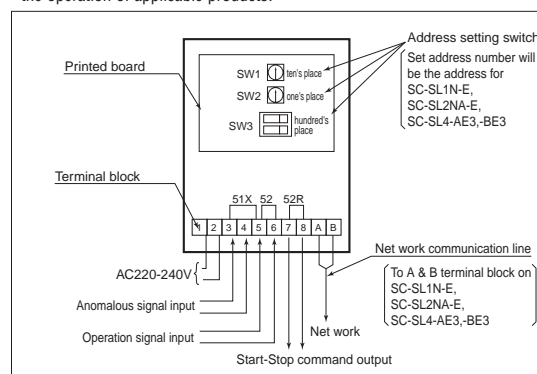 the operation of applicable products.
Address setting switch
Set address number will
be the address for
SC-SL1N-E,
SC-SL2NA-E,
SC-SL4-AE3,-BE3
Printed board
SW1 ten's place
SW2 one's place
SW3 hundred's
place
Terminal block
51X 52 52R
1 2 3 4 5 6 7 8 A B
Net work communication line
To A & B terminal block on
SC-SL1N-E,
SC-SL2NA-E,
SC-SL4-AE3,-BE3
AC220-240V
Anomalous signal input
Operation signal input
Net work
Start-Stop command output